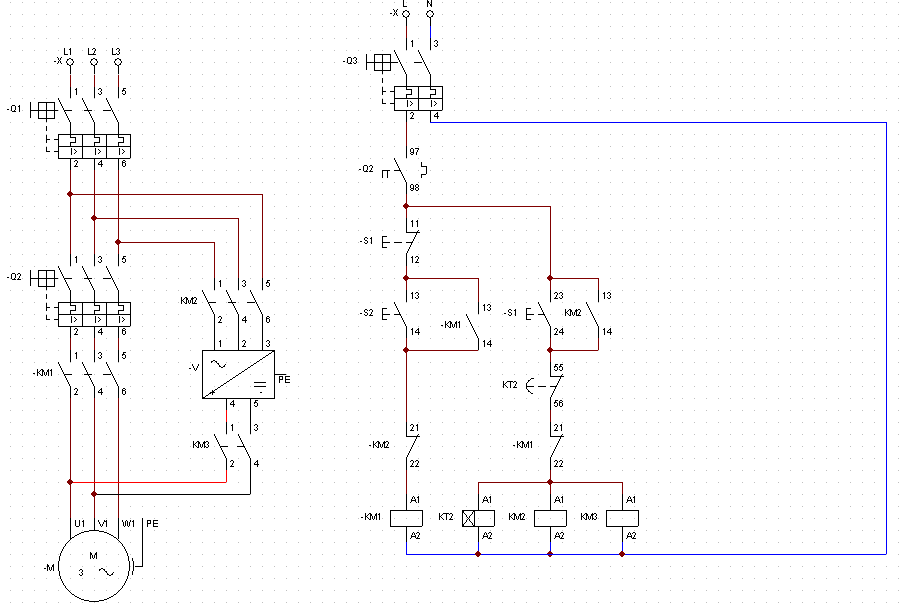 L N
-X
1 3
-Q3
I> I>
2 4
L1 L2 L3
-X
1 3 5
-Q1
I> I> I>
2 4 6
97
-Q2
98
11
-S1
12
1 3 5
-Q2
I> I> I>
2 4 6
1 3 5
KM2
2 4 6
1 2 3
-V
PE
4 5
1 3 5
-KM1
2 4 6
1 3
KM3
2 4
13
-S2
14
13
-KM1
14
23
-S1
24
13
KM2
14
55
KT2
56
21
-KM2
22
21
-KM1
22
A1 A1 A1 A1
-KM1 KT2 KM2 KM3
A2 A2 A2 A2
U1 V1 W1 PE
-M
M
3